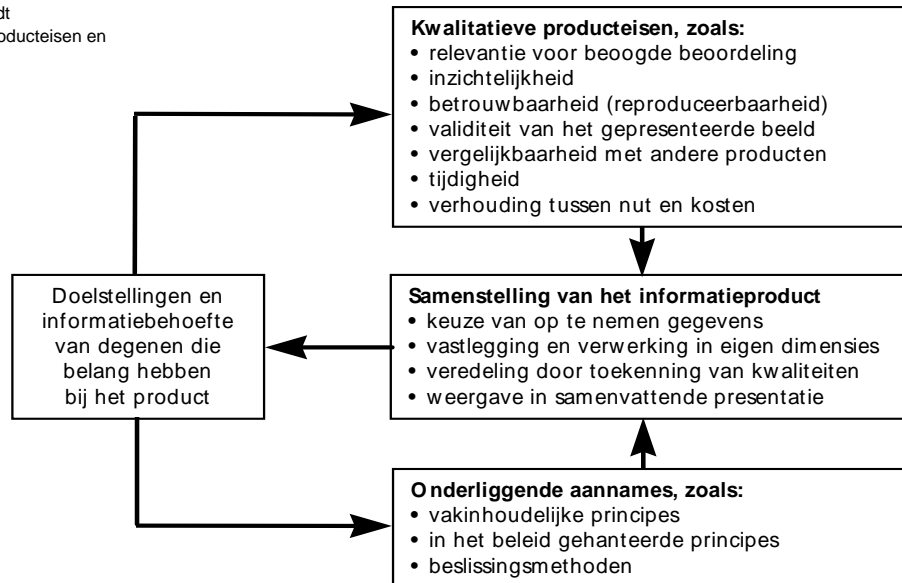 dt
oducteisen en
Kwalitatieve producteisen, zoals:
• relevantie voor beoogde beoordeling
• inzichtelijkheid
• betrouwbaarheid (reproduceerbaarheid)
• validiteit van het gepresenteerde beeld
• vergelijkbaarheid met andere producten
• tijdigheid
• verhouding tussen nut en kosten
Doelstellingen en
informatiebehoefte
van degenen die
belang hebben
bij het product
Samenstelling van het informatieproduct
• keuze van op te nemen gegevens
• vastlegging en verwerking in eigen dimensies
• veredeling door toekenning van kwaliteiten
• weergave in samenvattende presentatie
Onderliggende aannames, zoals:
• vakinhoudelijke principes
• in het beleid gehanteerde principes
• beslissingsmethoden